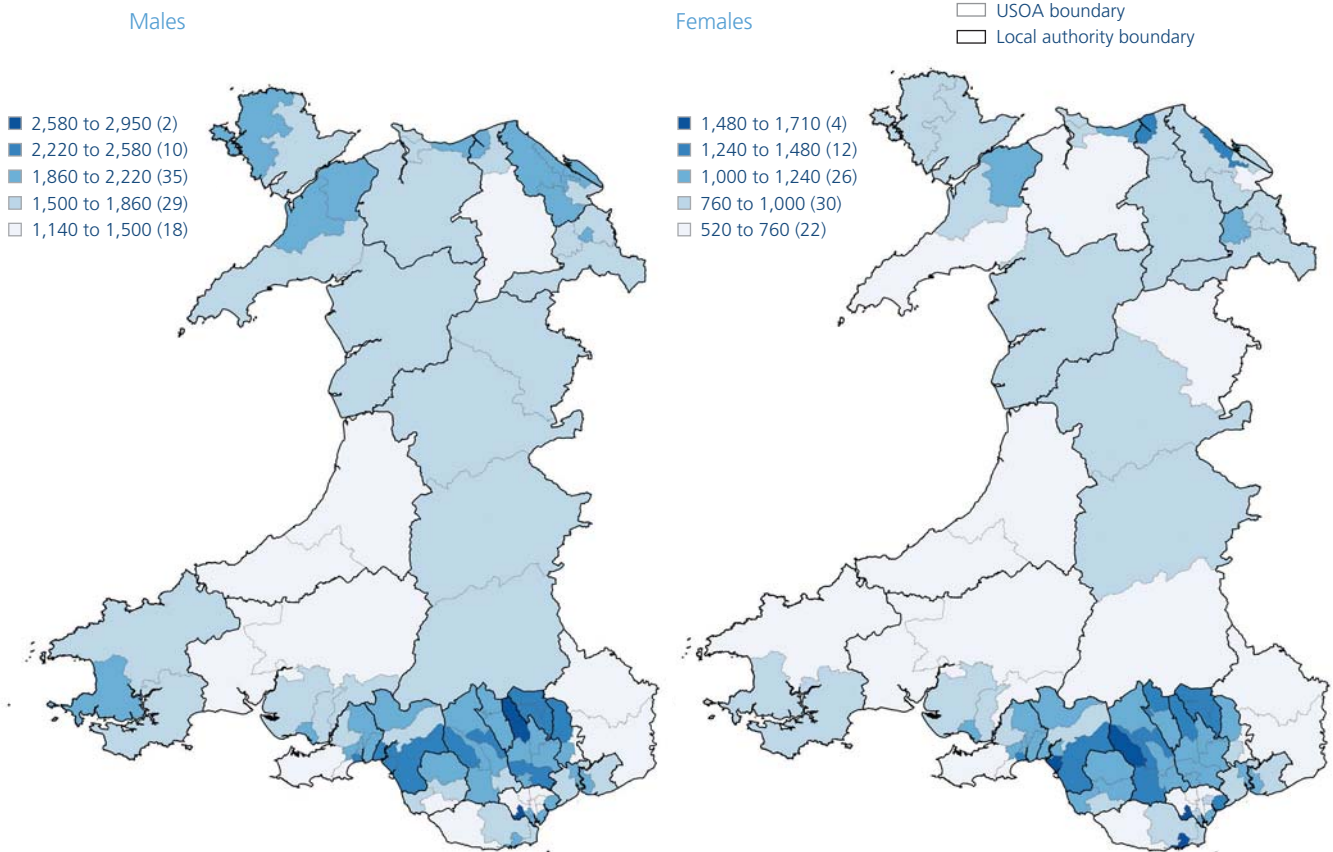 Males
2,580 to 2,950 (2)
2,220 to 2,580 (10)
1,860 to 2,220 (35)
1,500 to 1,860 (29)
1,140 to 1,500 (18)
Females
USOA boundary
Local authority boundary
1,480 to 1,710 (4)
1,240 to 1,480 (12)
1,000 to 1,240 (26)
760 to 1,000 (30)
520 to 760 (22)